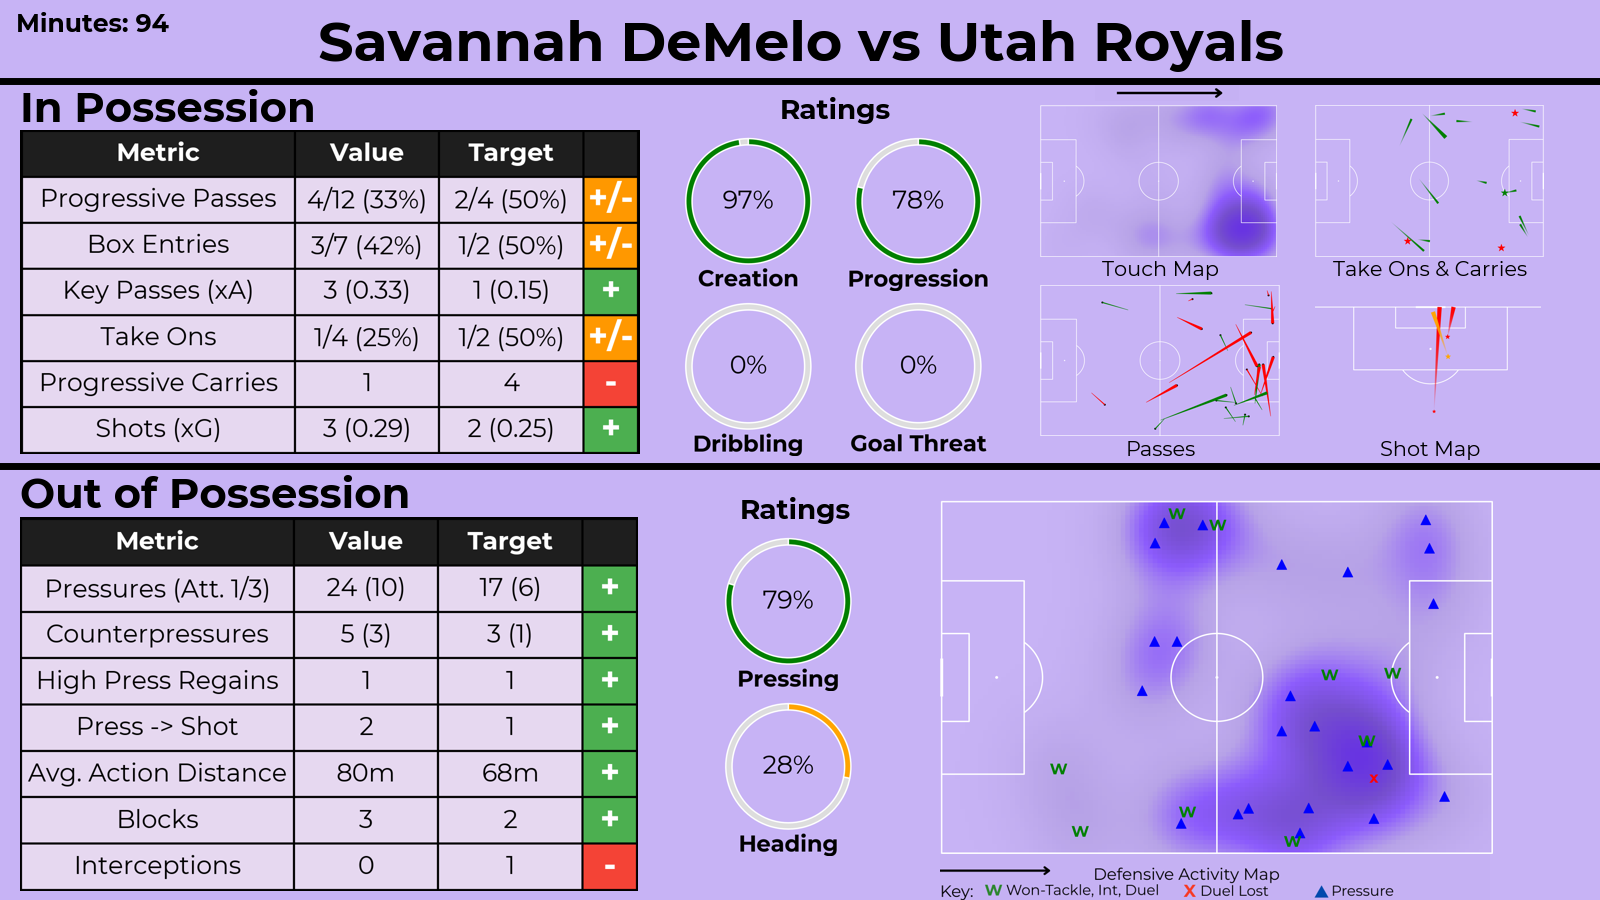 Minutes: 94
Savannah DeMelo vs Utah Royals
In Possession
Metric Value Target
Progressive Passes 4/12 (33%) 2/4 (50%) +/-
Box Entries 3/7 (42%) 1/2 (50%) +/-
Key Passes (xA) 3 (0.33) 1 (0.15) +
Take Ons 1/4 (25%) 1/2 (50%) +/-
Progressive Carries 1 4 -
Shots (xG) 3 (0.29) 2 (0.25) +
Ratings
97% 78%
Creation Progression
0% 0%
Dribbling Goal Threat
Touch Map Take Ons & Carries
Passes Shot Map
Out of Possession
Metric Value Target
Pressures (Att. 1/3) 24 (10) 17 (6) +
Counterpressures 5 (3) 3 (1) +
High Press Regains 1 1 +
Press -> Shot 2 1 +
Avg. Action Distance 80m 68m +
Blocks 3 2 +
Interceptions 0 1 -
Ratings
79%
Pressing
28%
Heading
W W
W W
W
X
W
W
W
W
Defensive Activity Map
Key: W Won-Tackle, Int, Duel X Duel Lost Pressure